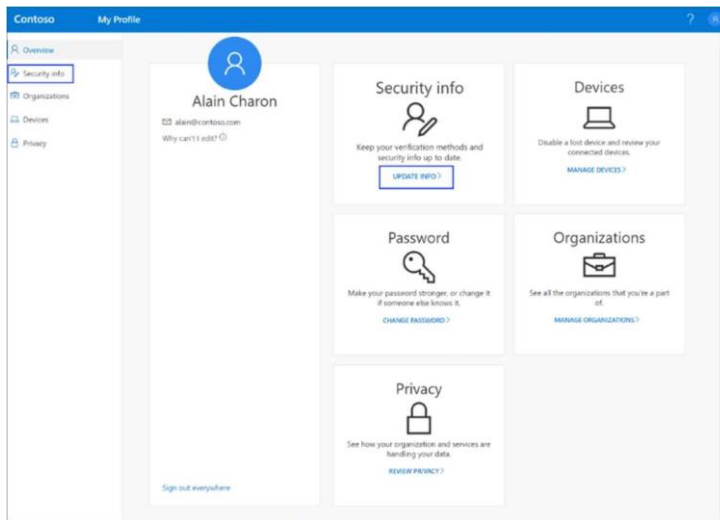 Contoso My Profile ?
Overview
Security info
Organizations
Devices
Privacy
Alain Charon
alain@contoso.com
Why can't I edit?
Sign out everywhere
Security info
Keep your verification methods and
security info up to date.
UPDATE INFO >
Devices
Disable a lost device and review your
connected devices.
MANAGE DEVICES >
Password
Make your password stronger, or change it
if someone else knows it.
CHANGE PASSWORD >
Organizations
See all the organizations that you're a part
of.
MANAGE ORGANIZATIONS >
Privacy
See how your organization and services are
handling your data.
REVIEW PRIVACY >